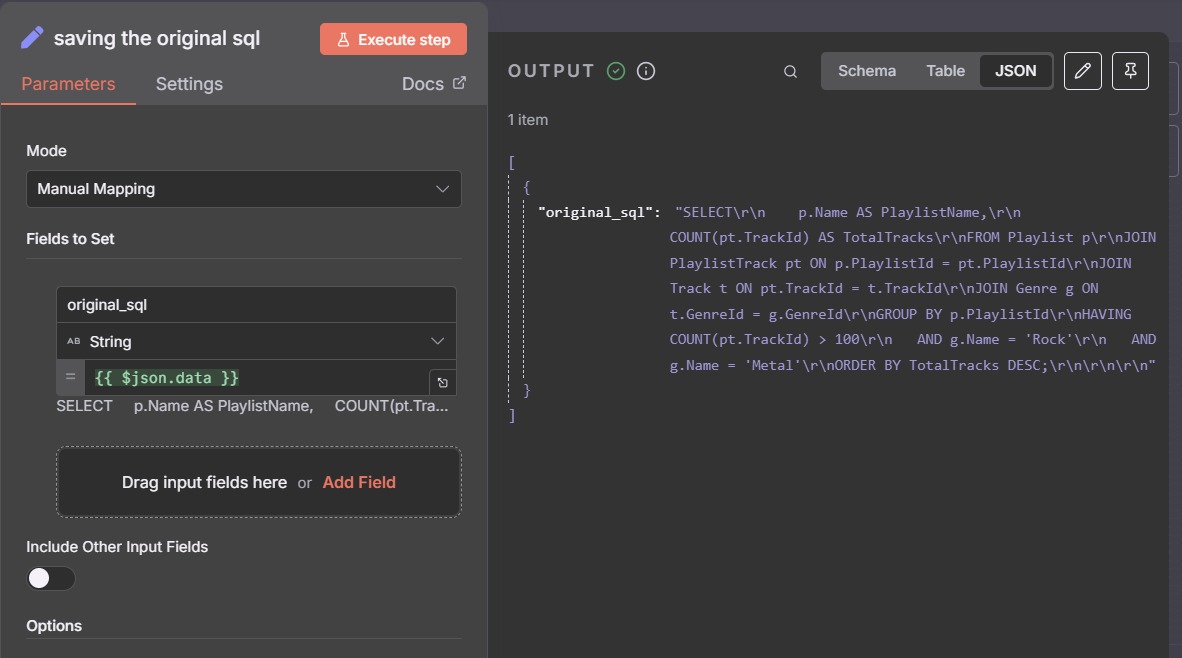 saving the original sql
Execute step
Parameters
Settings
Docs
Mode
Manual Mapping
Fields to Set
original_sql
AB String
= {{ $json.data }}
SELECT p.Name AS PlaylistName, COUNT(pt.Tra...
Drag input fields here or Add Field
Include Other Input Fields
Options
OUTPUT
Schema
Table
JSON
1 item
[
{
"original_sql": "SELECT\r\n    p.Name AS PlaylistName,\r\n
COUNT(pt.TrackId) AS TotalTracks\r\nFROM Playlist p\r\nJOIN
PlaylistTrack pt ON p.PlaylistId = pt.PlaylistId\r\nJOIN
Track t ON pt.TrackId = t.TrackId\r\nJOIN Genre g ON
t.GenreId = g.GenreId\r\nGROUP BY p.PlaylistId\r\nHAVING
COUNT(pt.TrackId) > 100\r\n   AND g.Name = 'Rock'\r\n   AND
g.Name = 'Metal'\r\nORDER BY TotalTracks DESC;\r\n\r\n\r\n"
}
]